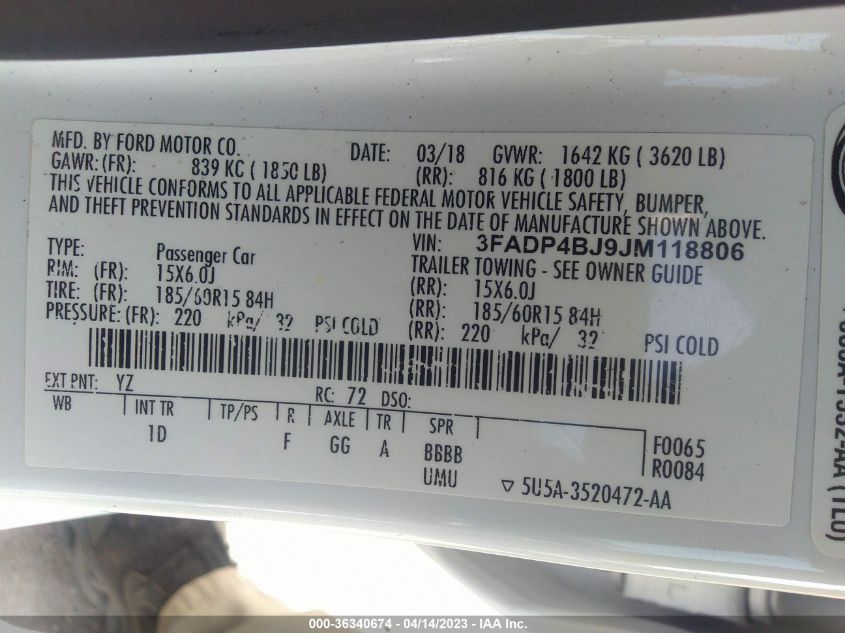 MFD. BY FORD MOTOR CO. DATE: 03/18 GVWR: 1642 KG ( 3620 LB)
GAWR: (FR): 839 KG ( 1850 LB) (RR): 816 KG ( 1800 LB)
THIS VEHICLE CONFORMS TO ALL APPLICABLE FEDERAL MOTOR VEHICLE SAFETY, BUMPER,
AND THEFT PREVENTION STANDARDS IN EFFECT ON THE DATE OF MANUFACTURE SHOWN ABOVE.
VIN: 3FADP4BJ9JM118806
TYPE: Passenger Car TRAILER TOWING - SEE OWNER GUIDE
RIM: (FR): 15X6.0J (RR): 15X6.0J
TIRE: (FR): 185/60R15 84H (RR): 185/60R15 84H
PRESSURE: (FR): 220 kPa/ 32 PSI COLD (RR): 220 kPa/ 32 PSI COLD
EXT PNT: YZ RC: 72 DSO:
WB INT TR TP/PS R AXLE TR SPR F0065
1D F GG A BBBB R0084
UMU ▽ 5U5A-3520472-AA
000-36340674 - 04/14/2023 - IAA Inc.